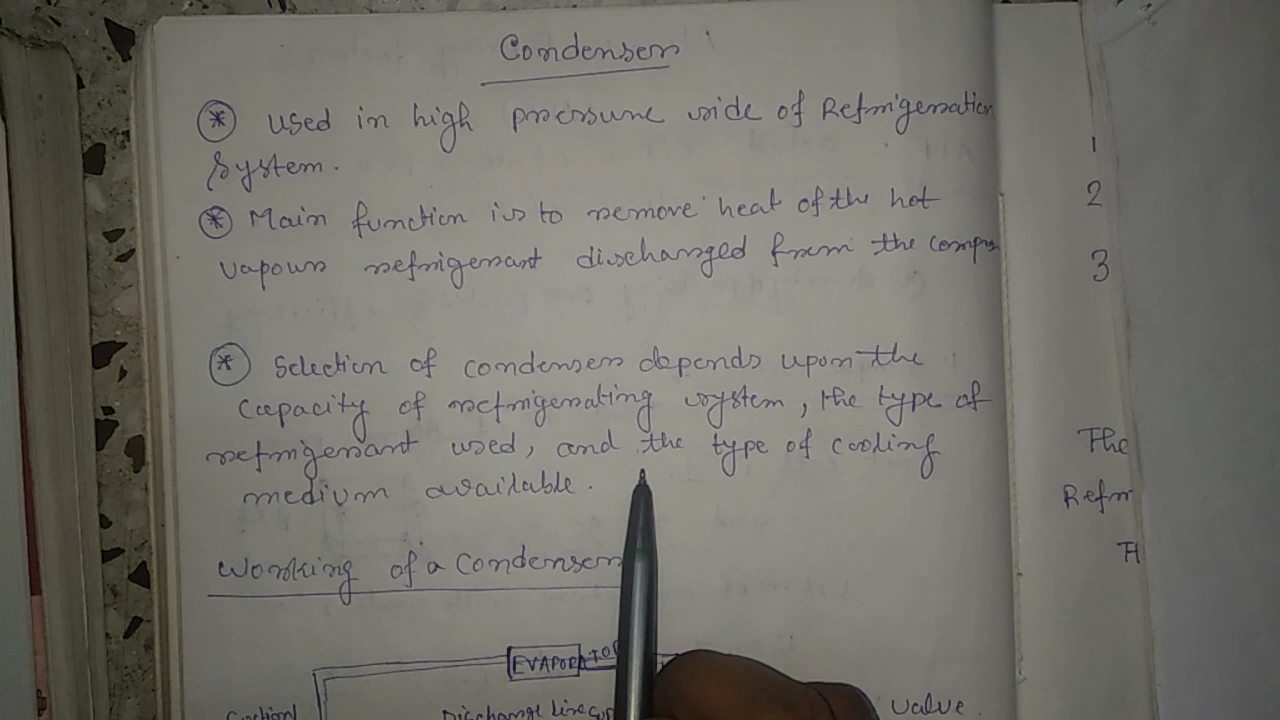 Condenser
* used in high pressure side of Refrigeration
System.
* Main function is to remove heat of the hot
vapour refrigerant discharged from the compr
* Selection of condenser depends upon the
capacity of refrigerating system, the type of
refrigerant used, and the type of cooling
medium available.
Working of a Condenser
EVAPORATOR
Suction
Discharge line
valve
1
2
3
The
Refr